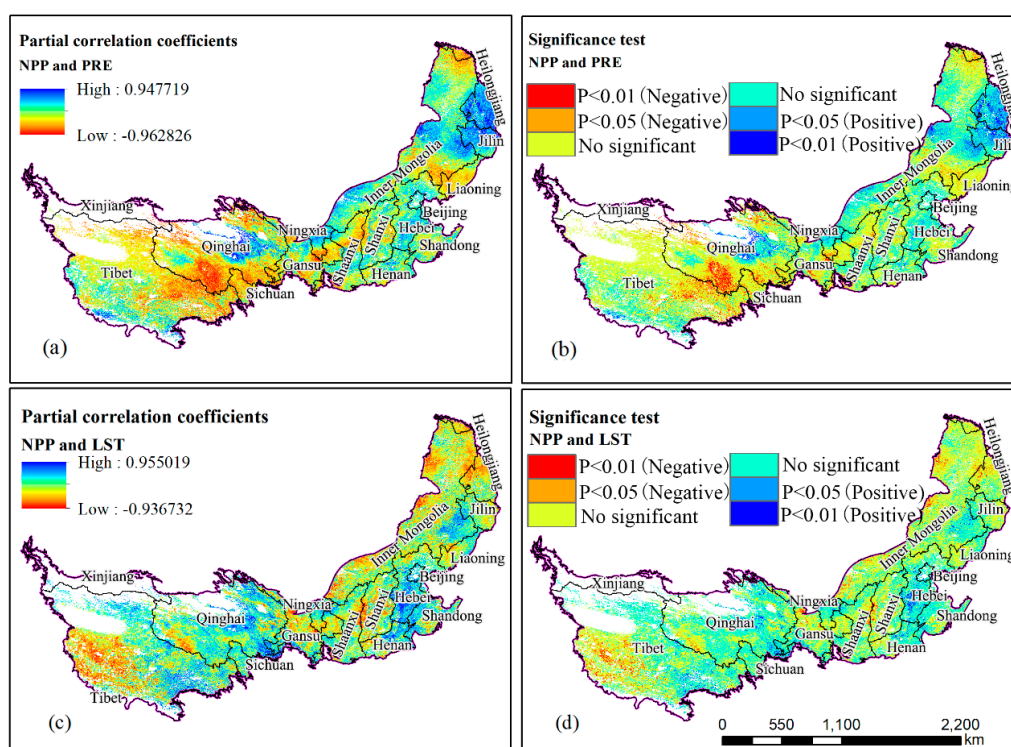 Partial correlation coefficients
NPP and PRE
High : 0.947719
Low : -0.962826
Heilongjiang
Jilin
Inner Mongolia
Liaoning
Beijing
Xinjiang
Ningxia
Hebei
Qinghai
Shanxi
Shandong
Tibet
Gansu
Shaanxi
Henan
Sichuan
(a)
Significance test
NPP and PRE
P<0.01(Negative)
P<0.05(Negative)
No significant
No significant
P<0.05(Positive)
P<0.01(Positive)
Heilongjiang
Jilin
Inner Mongolia
Liaoning
Beijing
Xinjiang
Ningxia
Hebei
Qinghai
Shanxi
Shandong
Tibet
Gansu
Shaanxi
Henan
Sichuan
(b)
Partial correlation coefficients
NPP and LST
High : 0.955019
Low : -0.936732
Heilongjiang
Jilin
Inner Mongolia
Liaoning
Beijing
Xinjiang
Ningxia
Hebei
Qinghai
Shanxi
Shandong
Gansu
Shaanxi
Henan
Sichuan
Tibet
(c)
Significance test
NPP and LST
P<0.01(Negative)
P<0.05(Negative)
No significant
No significant
P<0.05(Positive)
P<0.01(Positive)
Heilongjiang
Jilin
Inner Mongolia
Liaoning
Beijing
Xinjiang
Ningxia
Hebei
Qinghai
Shanxi
Shandong
Gansu
Shaanxi
Henan
Tibet
Sichuan
(d)
0 550 1,100 2,200
km